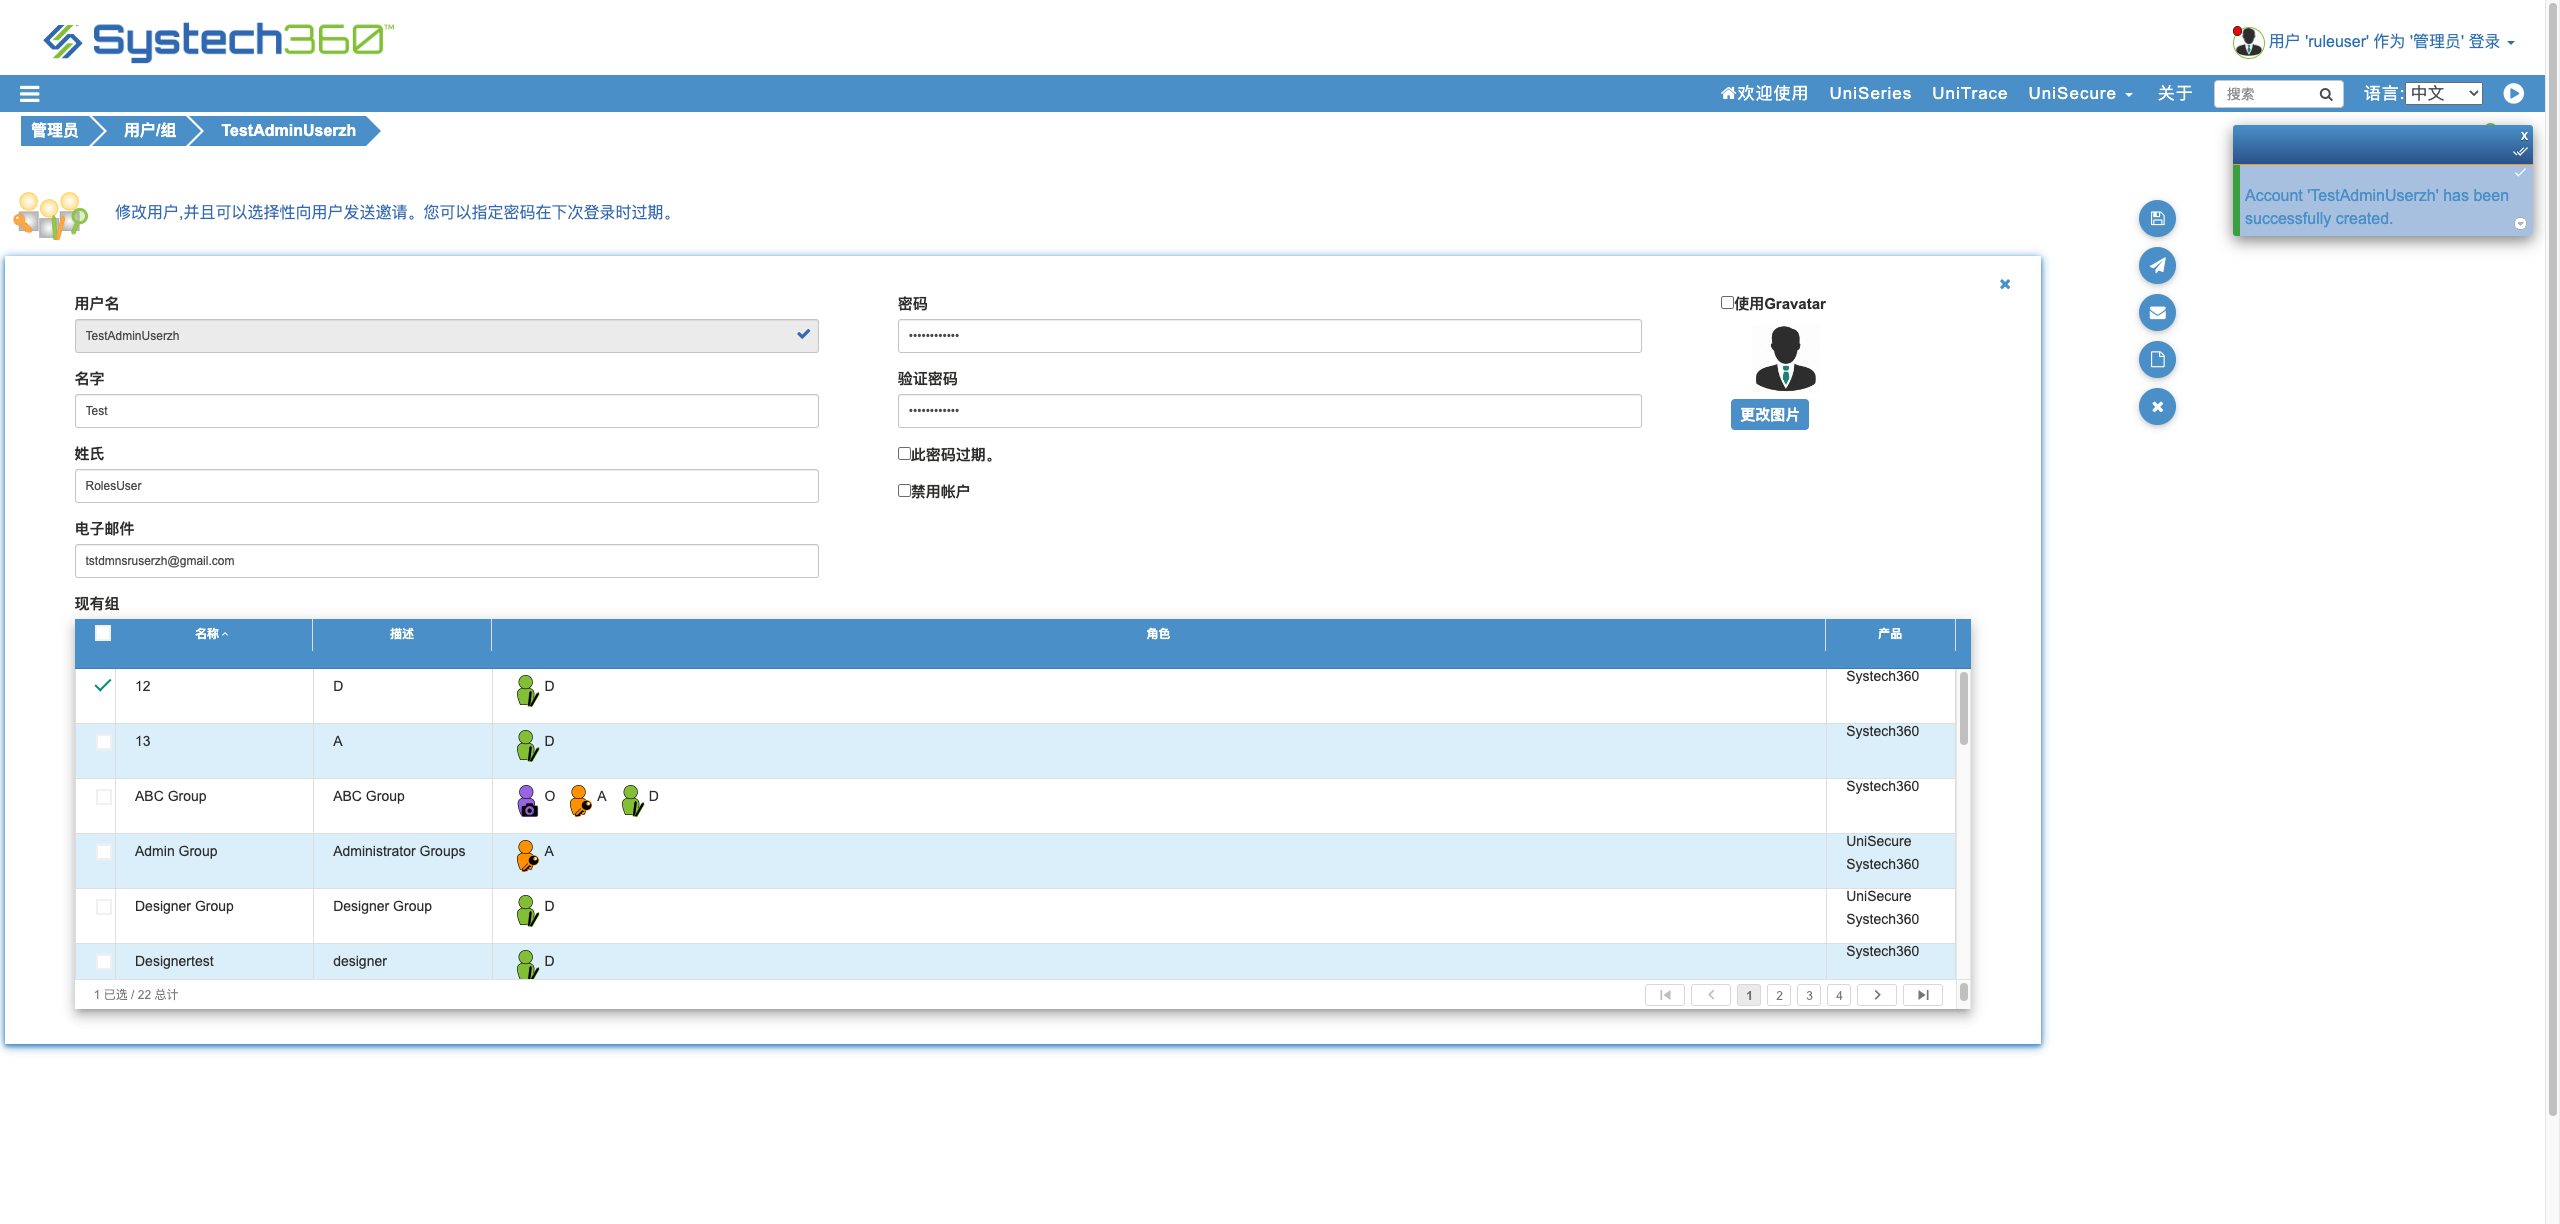 Systech360™
用户 'ruleuser' 作为 '管理员' 登录
欢迎使用 UniSeries UniTrace UniSecure 关于 搜索 语言: 中文
管理员 用户/组 TestAdminUserzh
x
Account 'TestAdminUserzh' has been
successfully created.
修改用户,并且可以选择性向用户发送邀请。您可以指定密码在下次登录时过期。
用户名 密码 使用Gravatar
TestAdminUserzh ••••••••••••
名字 验证密码
Test ••••••••••••
更改图片
姓氏 此密码过期。
RolesUser 禁用帐户
电子邮件
tstdmnsruserzh@gmail.com
现有组
名称 描述 角色 产品
12 D D Systech360
13 A D Systech360
ABC Group ABC Group O A D Systech360
Admin Group Administrator Groups A UniSecure
Systech360
Designer Group Designer Group D UniSecure
Systech360
Designertest designer D Systech360
1 已选 / 22 总计 1 2 3 4